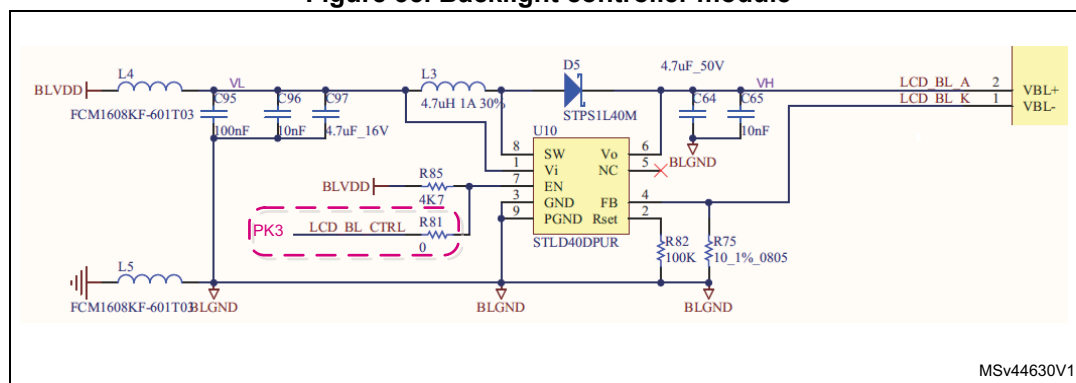 Figure 30. Backlight controller module
BLVDD
L4
FCM1608KF-601T03
VL
C95
100nF
C96
10nF
C97
4.7uF_16V
L3
4.7uH 1A 30%
D5
STPS1L40M
4.7uF_50V
VH
C64
C65
10nF
BLGND
LCD_BL_A
2
VBL+
LCD_BL_K
1
VBL-
U10
8
SW
Vo
6
1
Vi
NC
5
7
EN
3
GND
FB
4
9
PGND
Rset
2
STLD40DPUR
BLVDD
R85
4K7
PK3
LCD_BL_CTRL
R81
0
R82
100K
R75
10_1%_0805
L5
FCM1608KF-601T03
BLGND
BLGND
BLGND
MSv44630V1